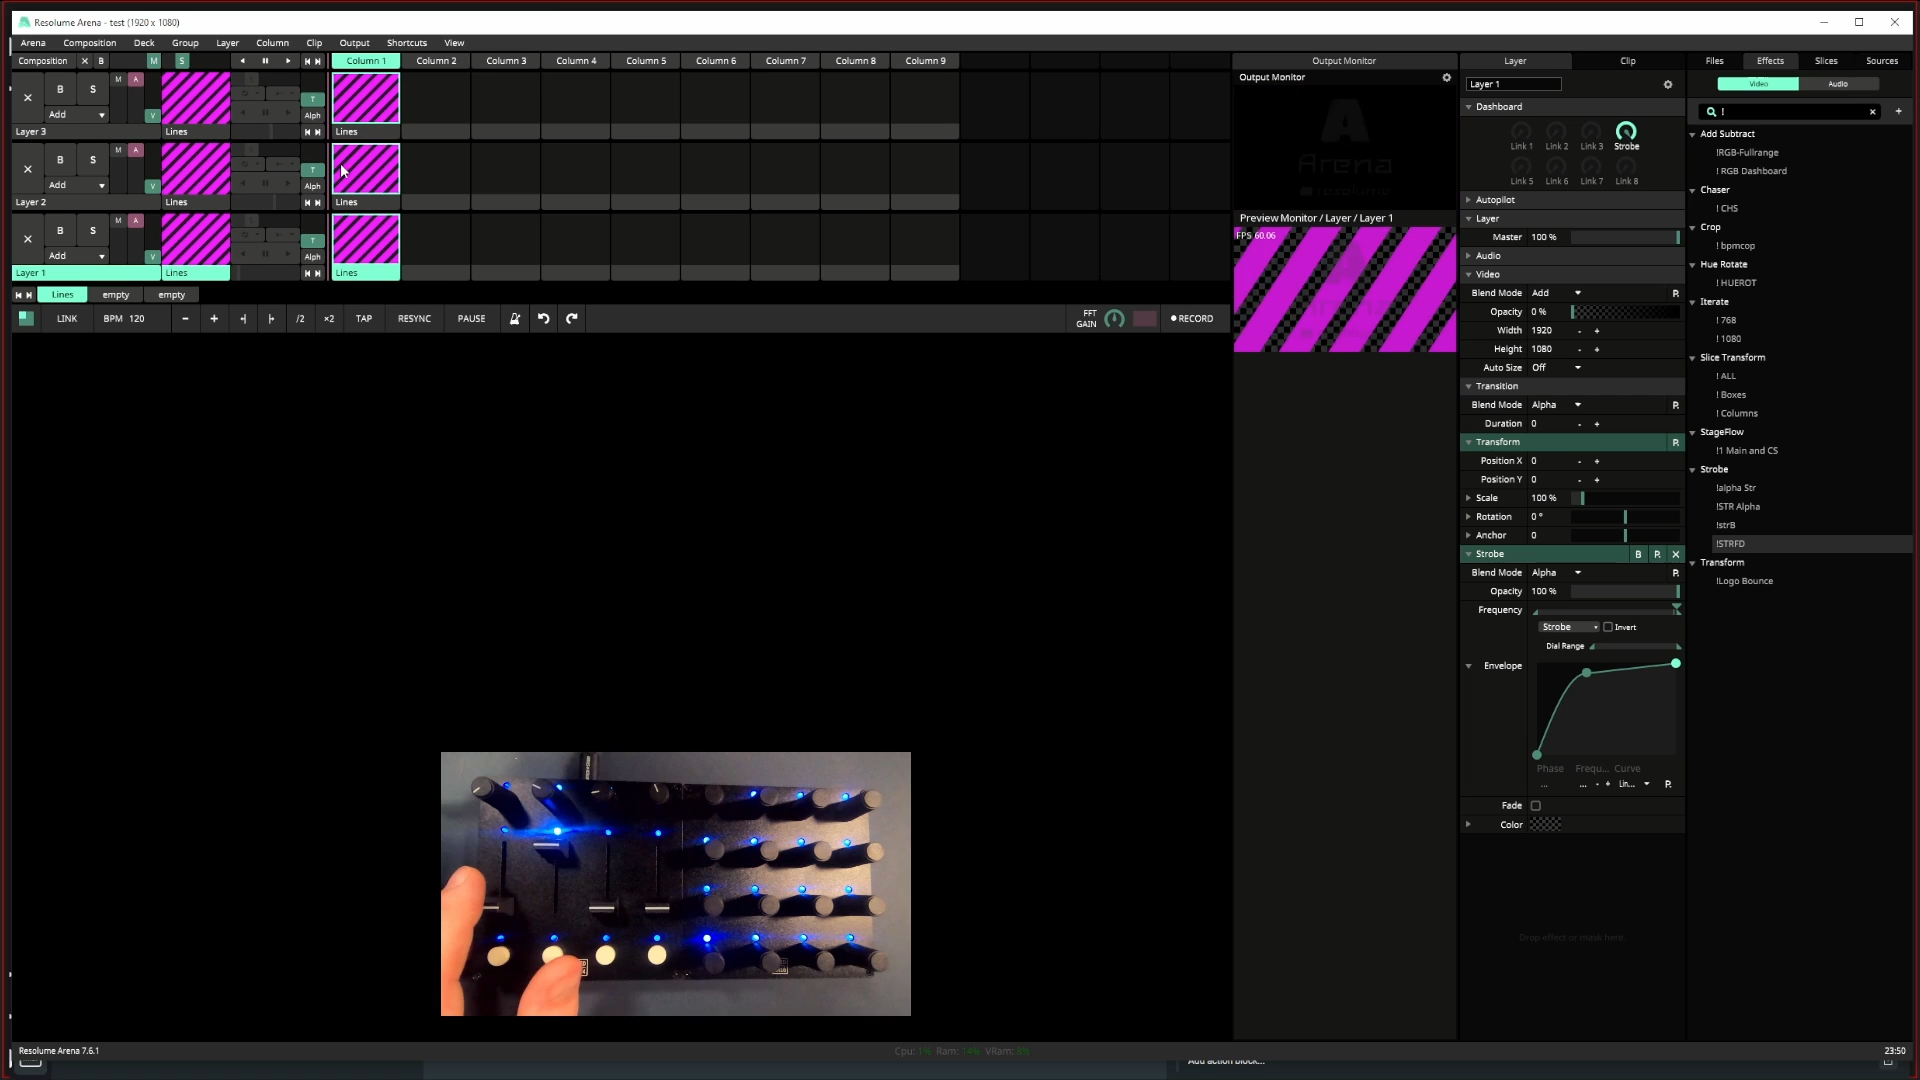 Resolume Arena - test (1920 x 1080)
Arena Composition Deck Group Layer Column Clip Output Shortcuts View
Composition X B M S Column 1 Column 2 Column 3 Column 4 Column 5 Column 6 Column 7 Column 8 Column 9
B S M A T
Add V Alph
Layer 3 Lines Lines
B S M A T
Add V Alph
Layer 2 Lines Lines
B S M A T
Add V Alph
Layer 1 Lines Lines
Lines empty empty
LINK BPM 120 - + /2 x2 TAP RESYNC PAUSE FFT GAIN RECORD
Output Monitor
Output Monitor
Arena
resolume
Preview Monitor / Layer / Layer 1
FPS 60.06
Layer Clip
Layer 1
Dashboard
Link 1 Link 2 Link 3 Strobe
Link 5 Link 6 Link 7 Link 8
Autopilot
Layer
Master 100 %
Audio
Video
Blend Mode Add
Opacity 0 %
Width 1920 - +
Height 1080 - +
Auto Size Off
Transition
Blend Mode Alpha
Duration 0 - +
Transform
Position X 0 - +
Position Y 0 - +
Scale 100 %
Rotation 0 °
Anchor 0
Strobe B P. X
Blend Mode Alpha
Opacity 100 %
Frequency
Strobe Invert
Dial Range
Envelope
Phase Frequ... Curve
... ... - + Lin...
Fade
Color
Drop effect or mask here.
Files Effects Slices Sources
Video Audio
!
Add Subtract
!RGB-Fullrange
! RGB Dashboard
Chaser
! CHS
Crop
! bpmcop
Hue Rotate
! HUEROT
Iterate
! 768
! 1080
Slice Transform
! ALL
! Boxes
! Columns
StageFlow
!1 Main and CS
Strobe
!alpha Str
!STR Alpha
!strB
!STRFD
Transform
!Logo Bounce
Resolume Arena 7.6.1
Cpu: 1% Ram: 14% VRam: 8%
23:50
Add action block...